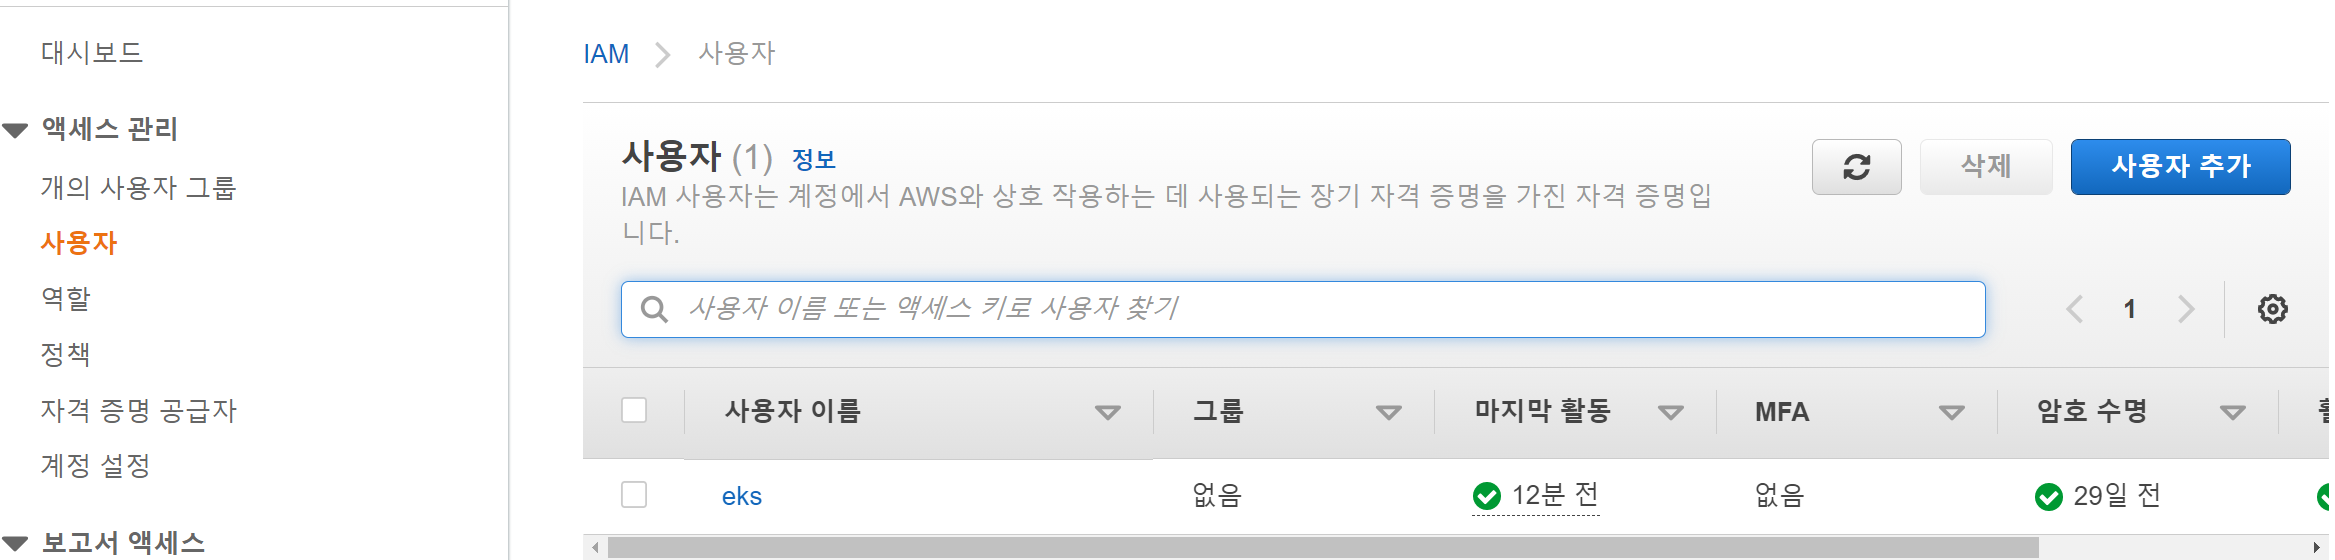 대시보드
액세스 관리
개의 사용자 그룹
사용자
역할
정책
자격 증명 공급자
계정 설정
보고서 액세스
IAM 사용자
사용자 (1) 정보
IAM 사용자는 계정에서 AWS와 상호 작용하는 데 사용되는 장기 자격 증명을 가진 자격 증명입
니다.
삭제
사용자 추가
사용자 이름 또는 액세스 키로 사용자 찾기
1
사용자 이름 그룹 마지막 활동 MFA 암호 수명
eks 없음 12분 전 없음 29일 전